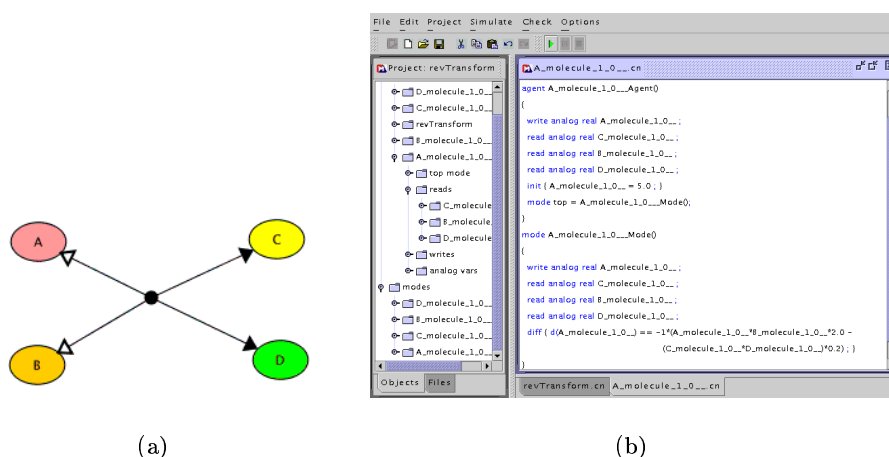 A
C
B
D
(a)
File Edit Project Simulate Check Options
Project: revTransform
D_molecule_1_0__
C_molecule_1_0__
revTransform
B_molecule_1_0__
A_molecule_1_0__
top mode
reads
C_molecule
B_molecule_
D_molecule
writes
analog vars
modes
D_molecule_1_0__
B_molecule_1_0__
C_molecule_1_0__
A_molecule_1_0__
Objects Files
A_molecule_1_0__.cn
agent A_molecule_1_0___Agent()
{
write analog real A_molecule_1_0__ ;
read analog real C_molecule_1_0__ ;
read analog real B_molecule_1_0__ ;
read analog real D_molecule_1_0__ ;
init { A_molecule_1_0__ = 5.0 ; }
mode top = A_molecule_1_0___Mode();
}
mode A_molecule_1_0___Mode()
{
write analog real A_molecule_1_0__ ;
read analog real C_molecule_1_0__ ;
read analog real B_molecule_1_0__ ;
read analog real D_molecule_1_0__ ;
diff { d(A_molecule_1_0__) == -1*(A_molecule_1_0__*B_molecule_1_0__*2.0 -
(C_molecule_1_0__*D_molecule_1_0__)*0.2) ; }
}
revTransform.cn A_molecule_1_0__.cn
(b)